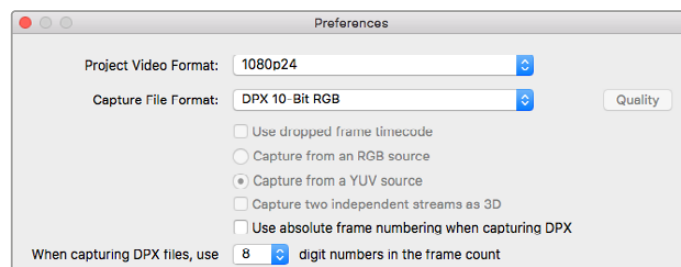 Preferences
Project Video Format: 1080p24
Capture File Format: DPX 10-Bit RGB Quality
Use dropped frame timecode
Capture from an RGB source
Capture from a YUV source
Capture two independent streams as 3D
Use absolute frame numbering when capturing DPX
When capturing DPX files, use 8 digit numbers in the frame count